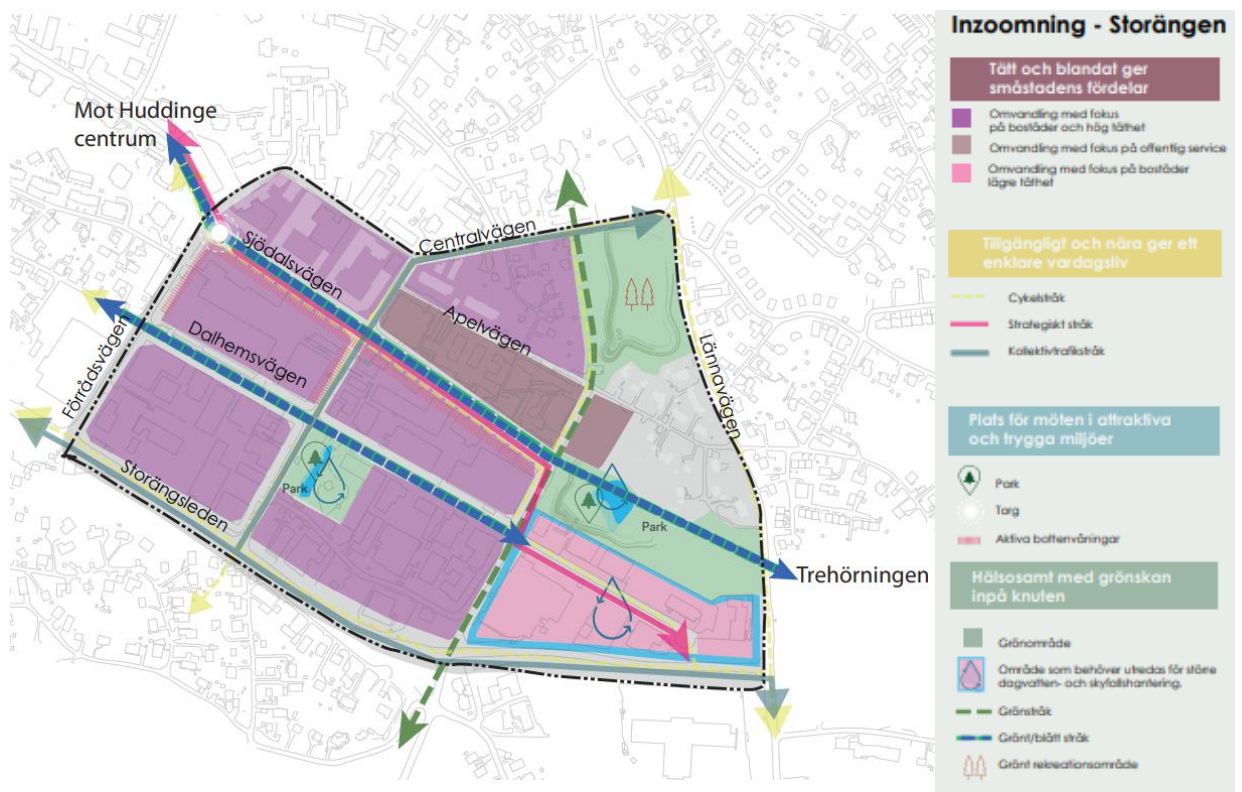 Mot Huddinge
centrum
Sjödalsvägen
Centralvägen
Apelvägen
Dalhemsvägen
Förrådsvägen
Lännavägen
Storängsleden
Park
Park
Trehörningen
Inzoomning - Storängen
Tätt och blandat ger
småstadens fördelar
Omvandling med fokus
på bostäder och hög täthet
Omvandling med fokus på offentlig service
Omvandling med fokus på bostäder
lägre täthet
Tillgängligt och nära ger ett
enklare vardagsliv
Cykelstråk
Strategiskt stråk
Kollektivtrafikstråk
Plats för möten i attraktiva
och trygga miljöer
Park
Torg
Aktiva bottenvåningar
Hälsosamt med grönskan
inpå knuten
Grönområde
Område som behöver utredas för större
dagvatten- och skyfallshantering.
Grönstråk
Grönt/blått stråk
Grönt rekreationsområde